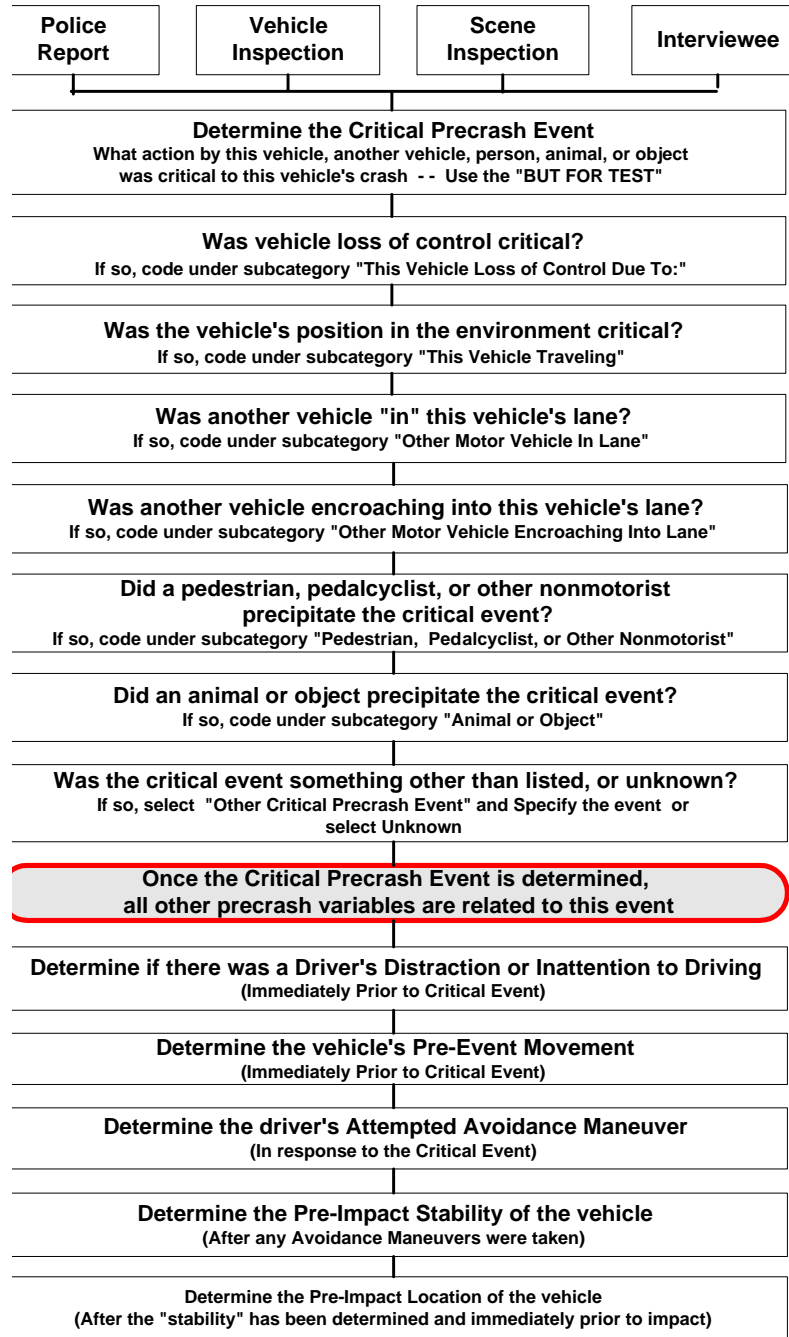 Police
Report
Vehicle
Inspection
Scene
Inspection
Interviewee
Determine the Critical Precrash Event
What action by this vehicle, another vehicle, person, animal, or object
was critical to this vehicle's crash - - Use the "BUT FOR TEST"
Was vehicle loss of control critical?
If so, code under subcategory "This Vehicle Loss of Control Due To:"
Was the vehicle's position in the environment critical?
If so, code under subcategory "This Vehicle Traveling"
Was another vehicle "in" this vehicle's lane?
If so, code under subcategory "Other Motor Vehicle In Lane"
Was another vehicle encroaching into this vehicle's lane?
If so, code under subcategory "Other Motor Vehicle Encroaching Into Lane"
Did a pedestrian, pedalcyclist, or other nonmotorist
precipitate the critical event?
If so, code under subcategory "Pedestrian, Pedalcyclist, or Other Nonmotorist"
Did an animal or object precipitate the critical event?
If so, code under subcategory "Animal or Object"
Was the critical event something other than listed, or unknown?
If so, select "Other Critical Precrash Event" and Specify the event or
select Unknown
Once the Critical Precrash Event is determined,
all other precrash variables are related to this event
Determine if there was a Driver's Distraction or Inattention to Driving
(Immediately Prior to Critical Event)
Determine the vehicle's Pre-Event Movement
(Immediately Prior to Critical Event)
Determine the driver's Attempted Avoidance Maneuver
(In response to the Critical Event)
Determine the Pre-Impact Stability of the vehicle
(After any Avoidance Maneuvers were taken)
Determine the Pre-Impact Location of the vehicle
(After the "stability" has been determined and immediately prior to impact)